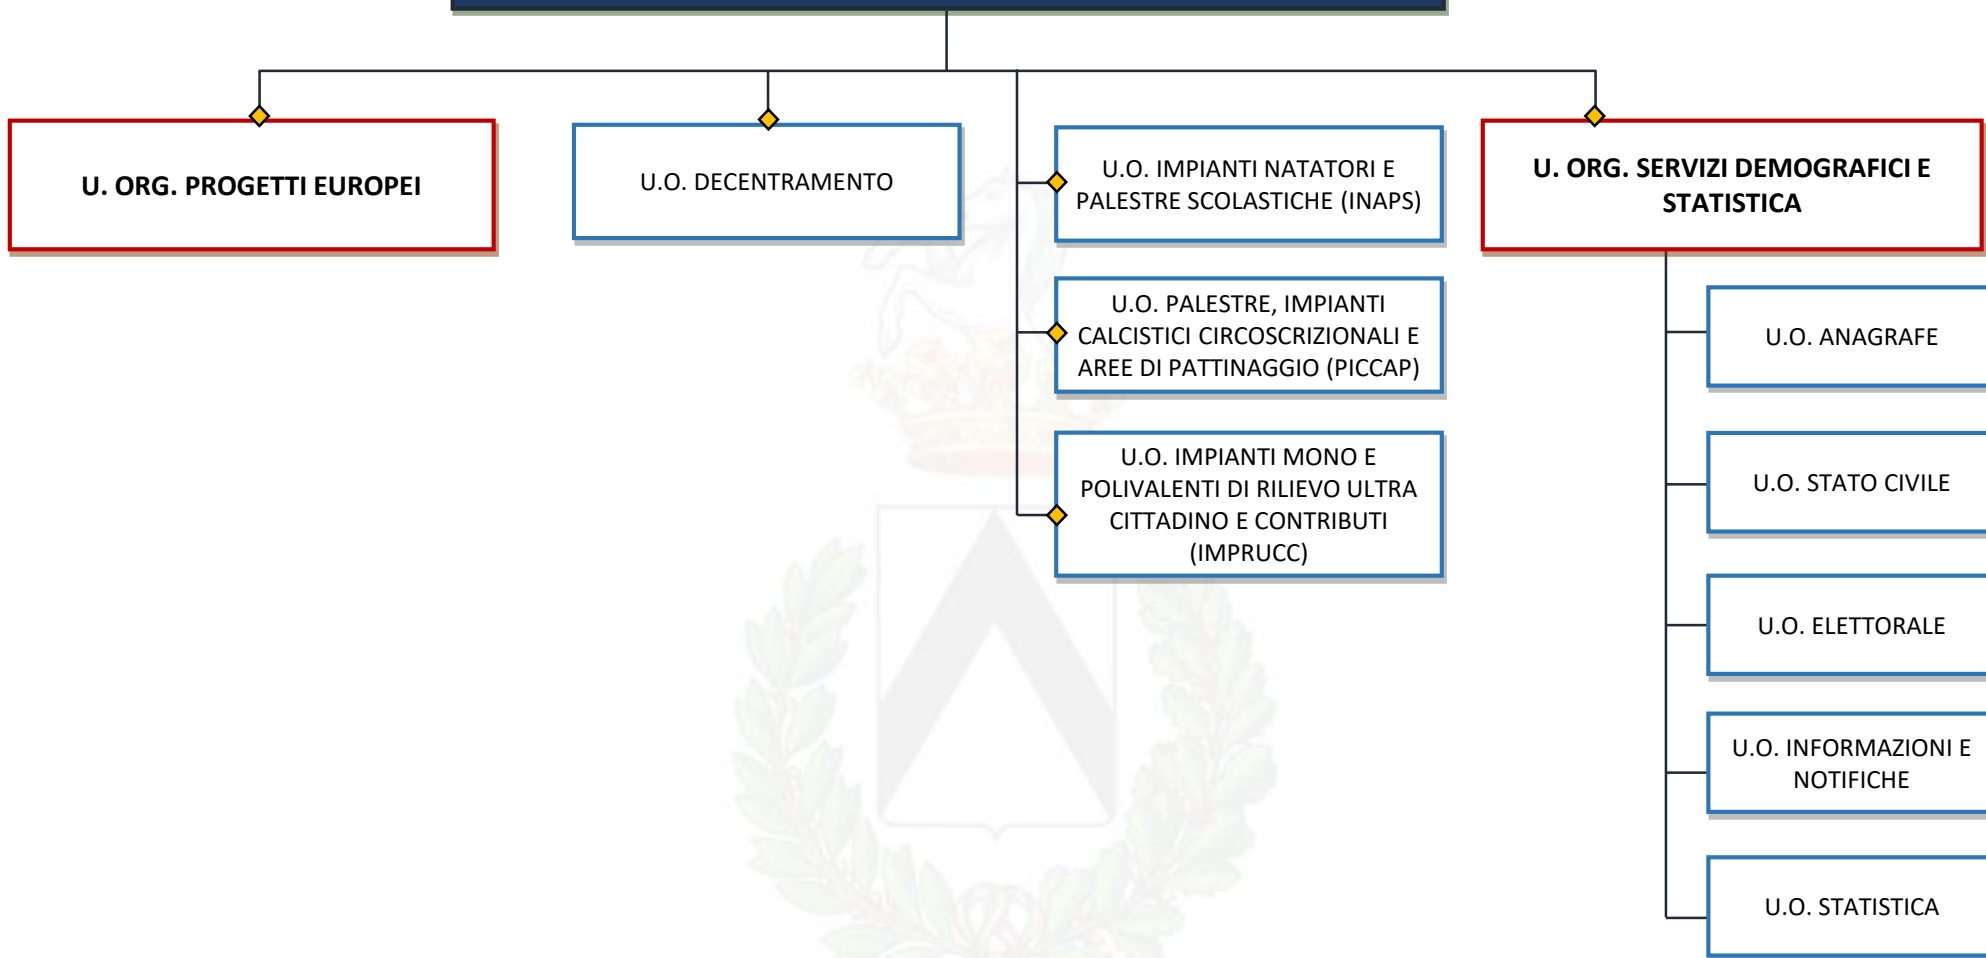 U. ORG. PROGETTI EUROPEI
U.O. DECENTRAMENTO
U.O. IMPIANTI NATATORI E
PALESTRE SCOLASTICHE (INAPS)
U.O. PALESTRE, IMPIANTI
CALCISTICI CIRCOSCRIZIONALI E
AREE DI PATTINAGGIO (PICCAP)
U.O. IMPIANTI MONO E
POLIVALENTI DI RILIEVO ULTRA
CITTADINO E CONTRIBUTI
(IMPRUCC)
U. ORG. SERVIZI DEMOGRAFICI E
STATISTICA
U.O. ANAGRAFE
U.O. STATO CIVILE
U.O. ELETTORALE
U.O. INFORMAZIONI E
NOTIFICHE
U.O. STATISTICA